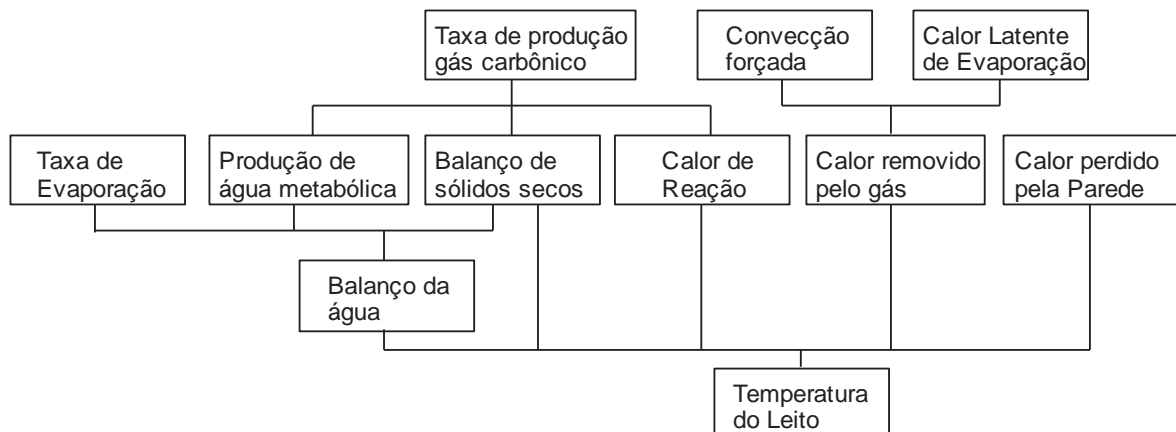 Taxa de produção
gás carbônico
Convecção
forçada
Calor Latente
de Evaporação
Taxa de
Evaporação
Produção de
água metabólica
Balanço de
sólidos secos
Calor de
Reação
Calor removido
pelo gás
Calor perdido
pela Parede
Balanço da
água
Temperatura
do Leito